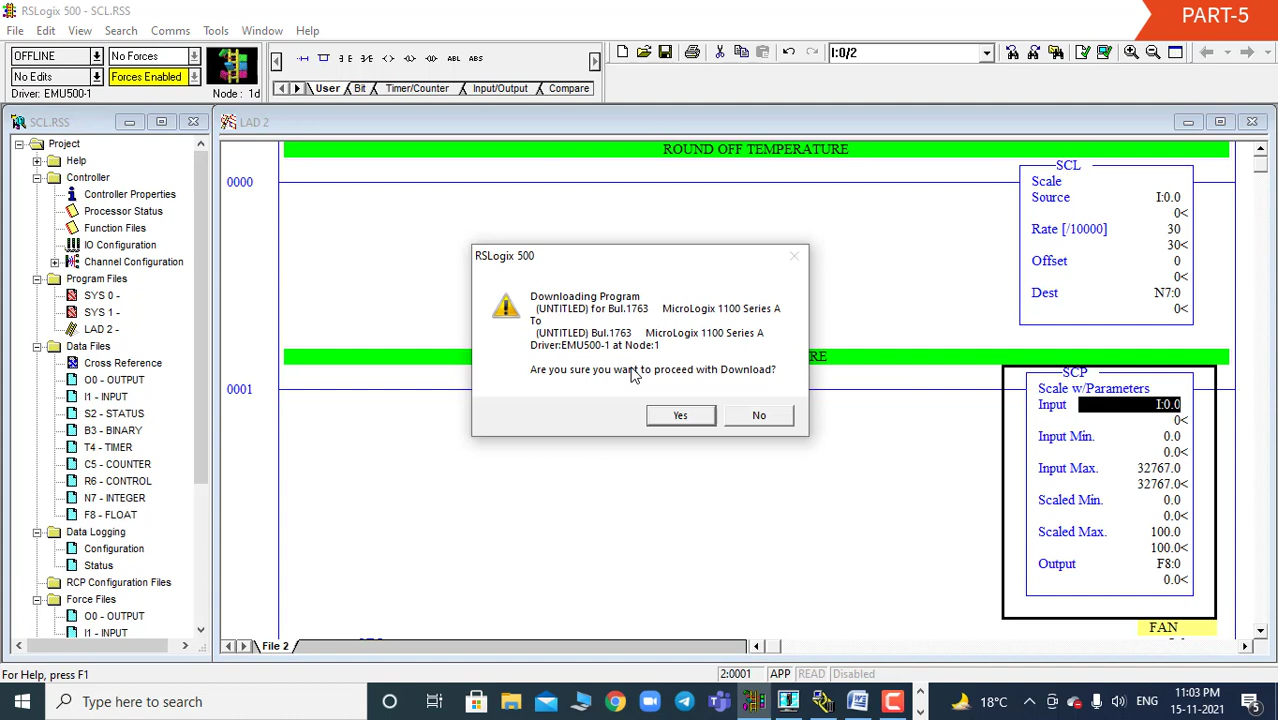 RSLogix 500 - SCL.RSS
PART-5
File Edit View Search Comms Tools Window Help
OFFLINE No Forces
No Edits Forces Enabled
Driver: EMU500-1 Node : 1d
I:0/2
ABL ABS
User Bit Timer/Counter Input/Output Compare
SCL.RSS
LAD 2
Project
Help
Controller
Controller Properties
Processor Status
Function Files
IO Configuration
Channel Configuration
Program Files
SYS 0 -
SYS 1 -
LAD 2 -
Data Files
Cross Reference
O0 - OUTPUT
I1 - INPUT
S2 - STATUS
B3 - BINARY
T4 - TIMER
C5 - COUNTER
R6 - CONTROL
N7 - INTEGER
F8 - FLOAT
Data Logging
Configuration
Status
RCP Configuration Files
Force Files
O0 - OUTPUT
I1 - INPUT
ROUND OFF TEMPERATURE
0000
SCL
Scale
Source I:0.0
0<
Rate [/10000] 30
30<
Offset 0
0<
Dest N7:0
0<
RSLogix 500
Downloading Program
(UNTITLED) for Bul.1763 MicroLogix 1100 Series A
To
(UNTITLED) Bul.1763 MicroLogix 1100 Series A
Driver:EMU500-1 at Node:1
Are you sure you want to proceed with Download?
Yes No
0001
SCP
Scale w/Parameters
Input I:0.0
0<
Input Min. 0.0
0.0<
Input Max. 32767.0
32767.0<
Scaled Min. 0.0
0.0<
Scaled Max. 100.0
100.0<
Output F8:0
0.0<
FAN
File 2
For Help, press F1
2:0001 APP READ Disabled
Type here to search
18°C
ENG
11:03 PM
15-11-2021
5